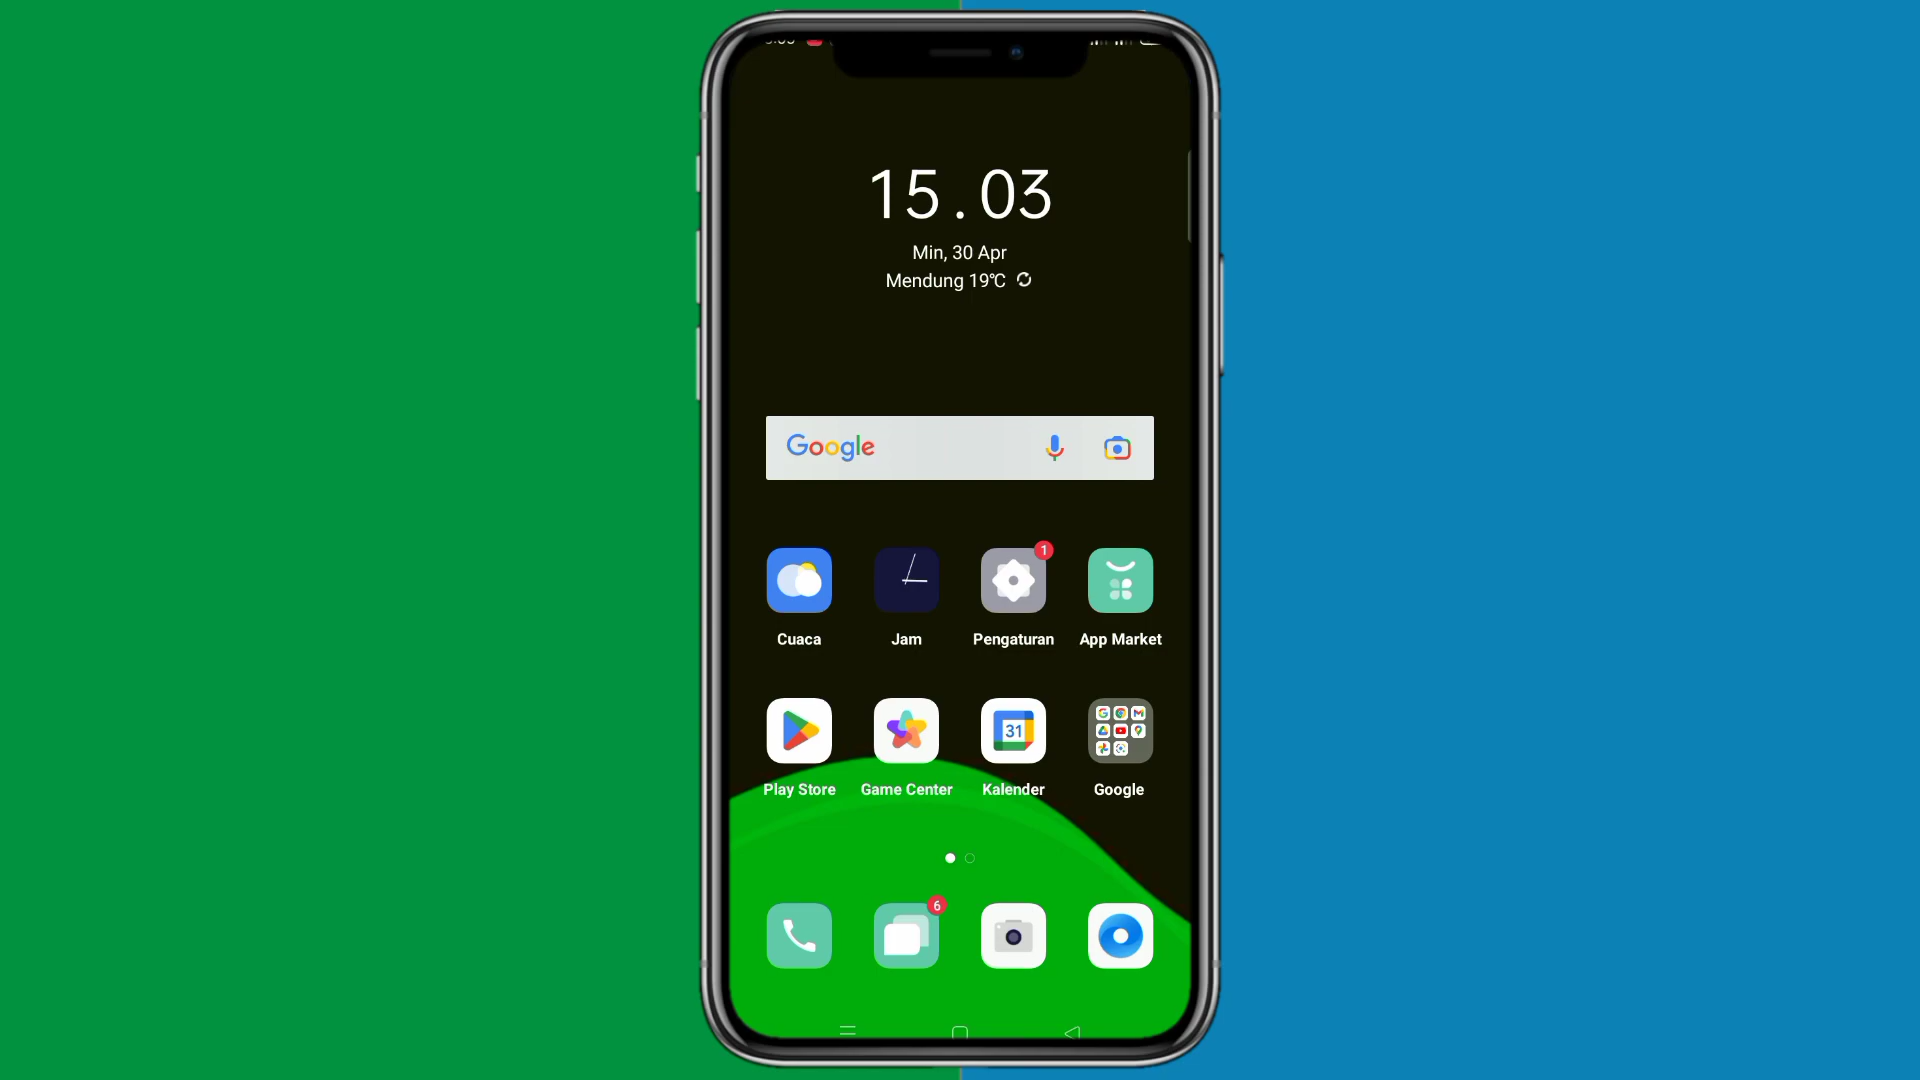 15.03
Min, 30 Apr
Mendung 19°C
Google
1
Cuaca
Jam
Pengaturan
App Market
31
Play Store
Game Center
Kalender
Google
6